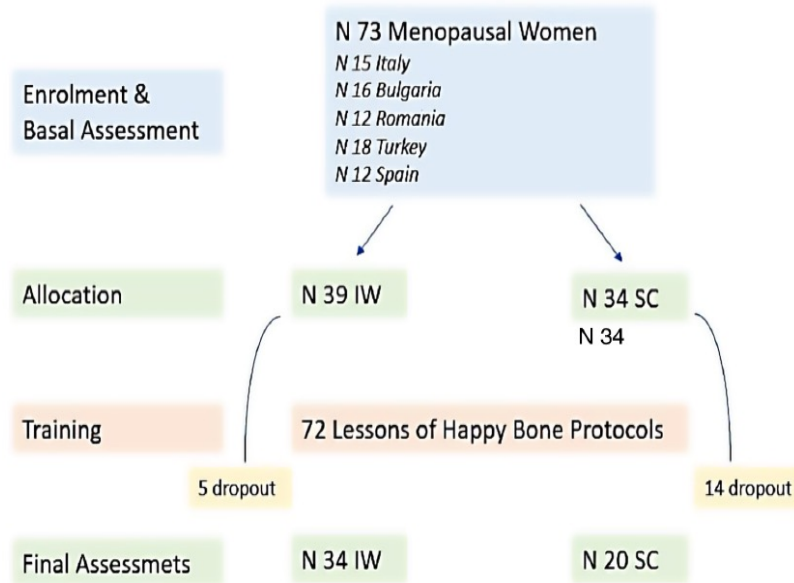 N 73 Menopausal Women
N 15 Italy
N 16 Bulgaria
N 12 Romania
N 18 Turkey
N 12 Spain
Enrolment &
Basal Assessment
Allocation
N 39 IW
N 34 SC
N 34
Training
72 Lessons of Happy Bone Protocols
5 dropout
14 dropout
Final Assessmets
N 34 IW
N 20 SC